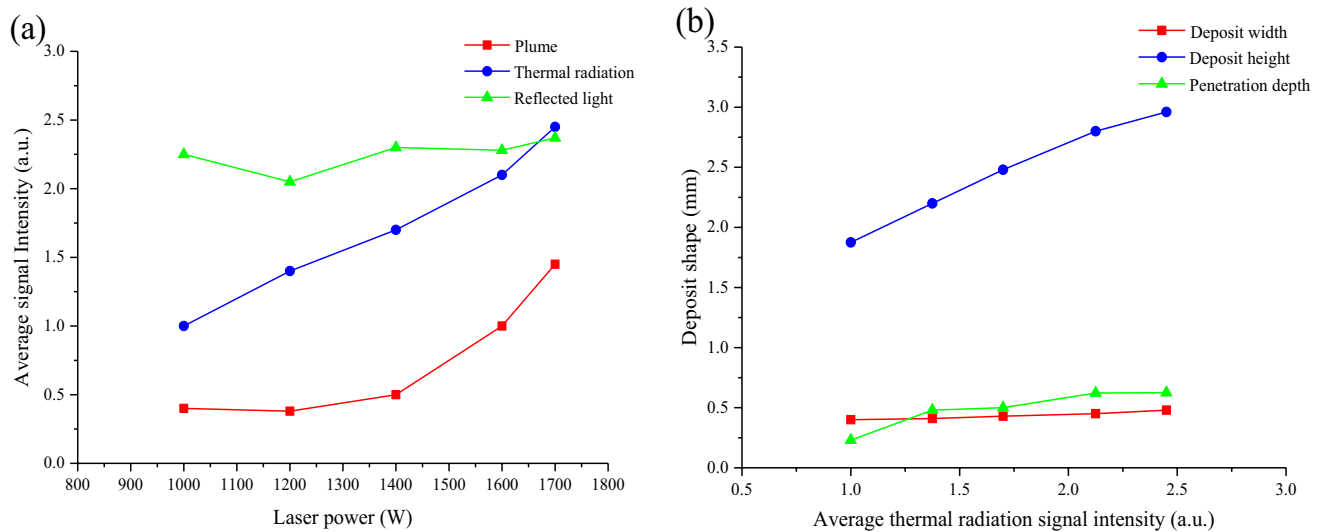 (a)
Plume
Thermal radiation
Reflected light
Average signal Intensity (a.u.)
3.0
2.5
2.0
1.5
1.0
0.5
0.0
800 900 1000 1100 1200 1300 1400 1500 1600 1700 1800
Laser power (W)
(b)
Deposit width
Deposit height
Penetration depth
Deposit shape (mm)
3.5
3.0
2.5
2.0
1.5
1.0
0.5
0.0
0.5 1.0 1.5 2.0 2.5 3.0
Average thermal radiation signal intensity (a.u.)